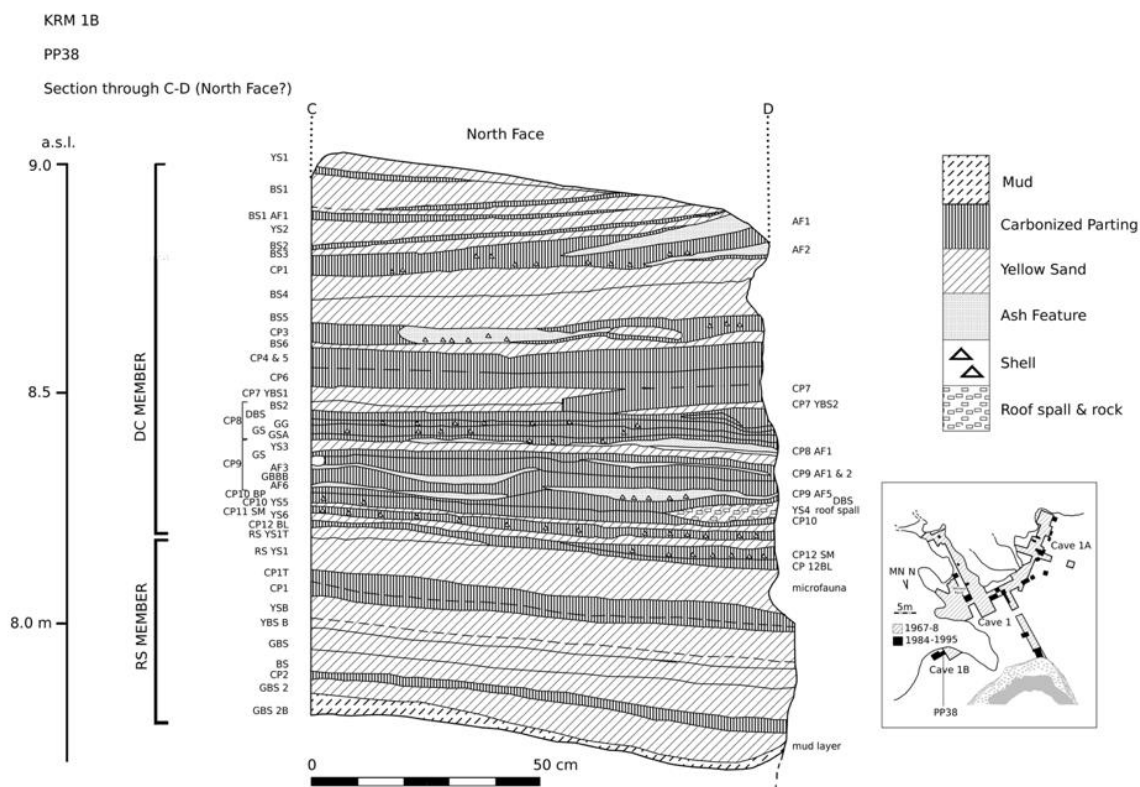 KRM 1B
PP38
Section through C-D (North Face?)
C
D
North Face
a.s.l.
9.0
8.5
8.0 m
DC MEMBER
RS MEMBER
YS1
BS1
BS1 AF1
YS2
BS2
BS3
CP1
BS4
BS5
CP3
BS6
CP4 & 5
CP6
CP7 YBS1
BS2
CP8
DBS
GG
GS
GSA
YS3
GS
CP9
AF3
GBBB
AF6
CP10 BP
CP10 YS5
CP11 SM
YS6
CP12 BL
RS YS1T
RS YS1
CP1T
CP1
YSB
YBS B
GBS
BS
CP2
GBS 2
GBS 2B
AF1
AF2
CP7
CP7 YBS2
CP8 AF1
CP9 AF1 & 2
CP9 AF5
DBS
YS4 roof spall
CP10
CP12 SM
CP 12BL
microfauna
mud layer
0
50 cm
Mud
Carbonized Parting
Yellow Sand
Ash Feature
Shell
Roof spall & rock
Cave 1A
MN N
5m
Cave 1
1967-8
1984-1995
Cave 1B
PP38